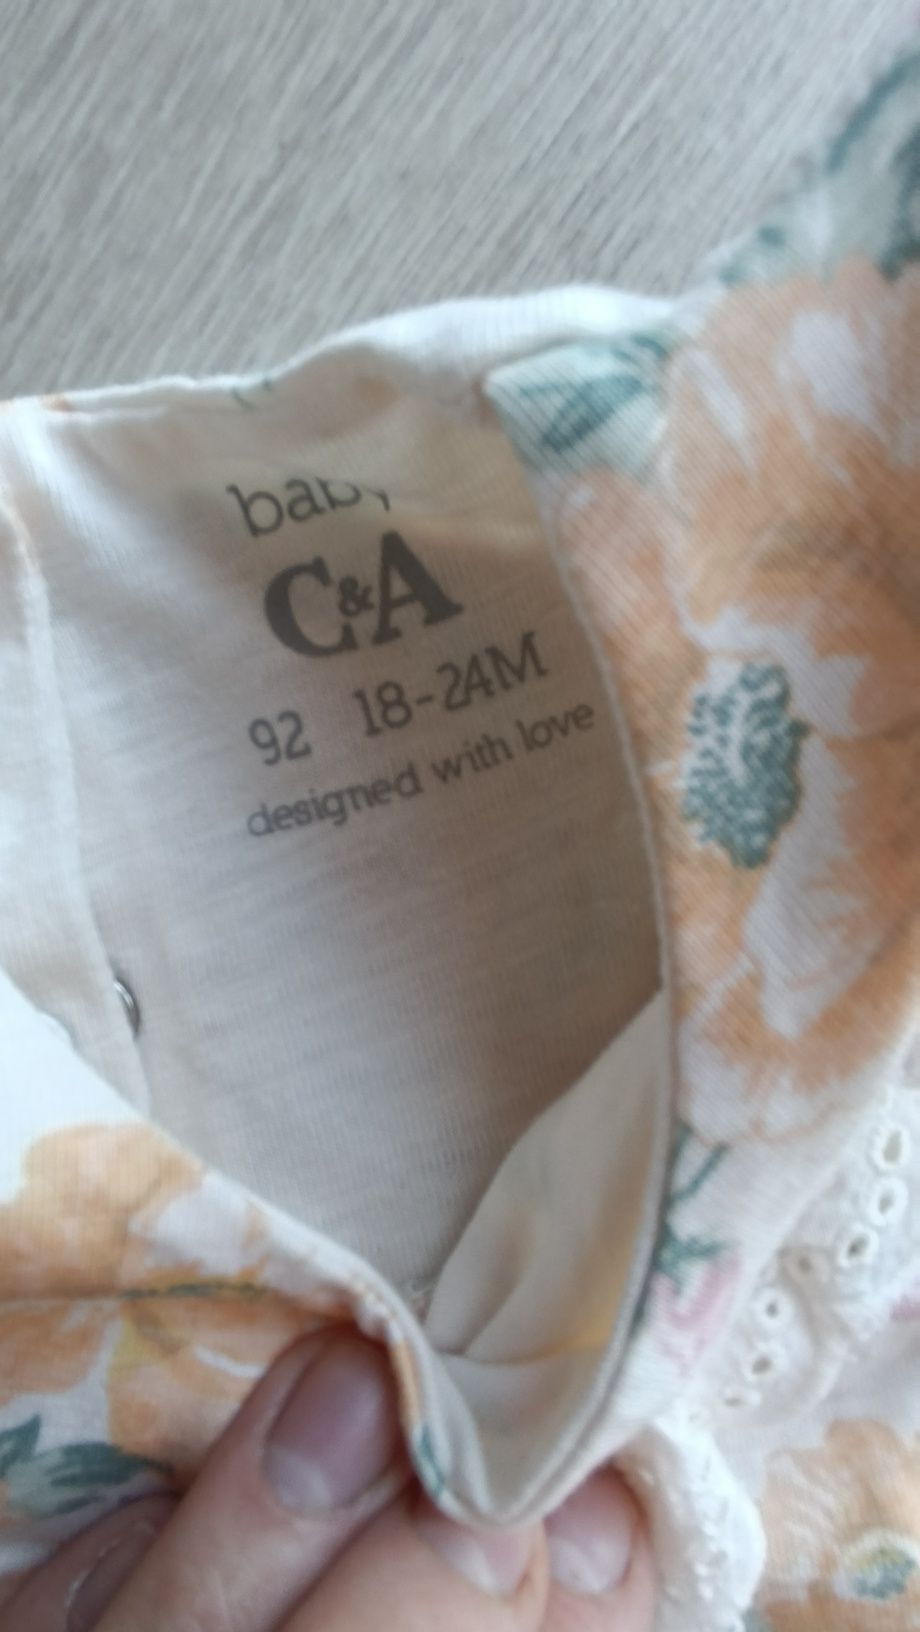 baby
C&A
92 18-24M
designed with love